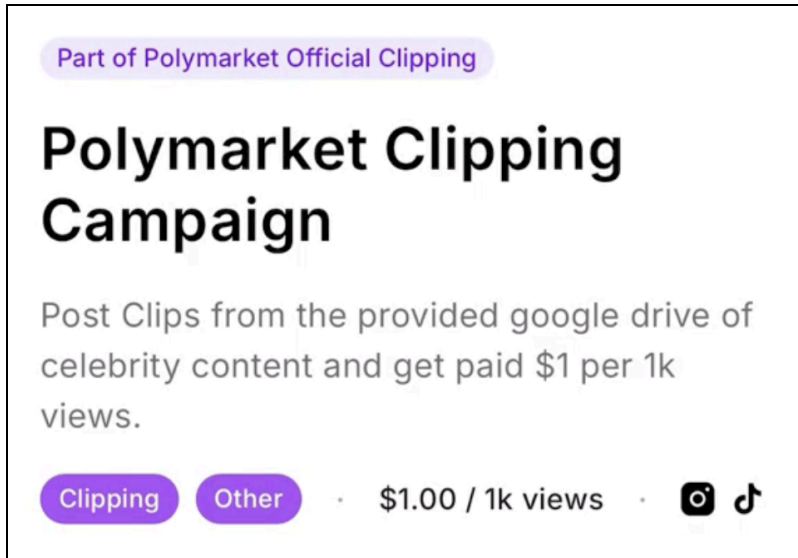 Part of Polymarket Official Clipping
Polymarket Clipping
Campaign
Post Clips from the provided google drive of
celebrity content and get paid $1 per 1k
views.
Clipping Other · $1.00 / 1k views ·